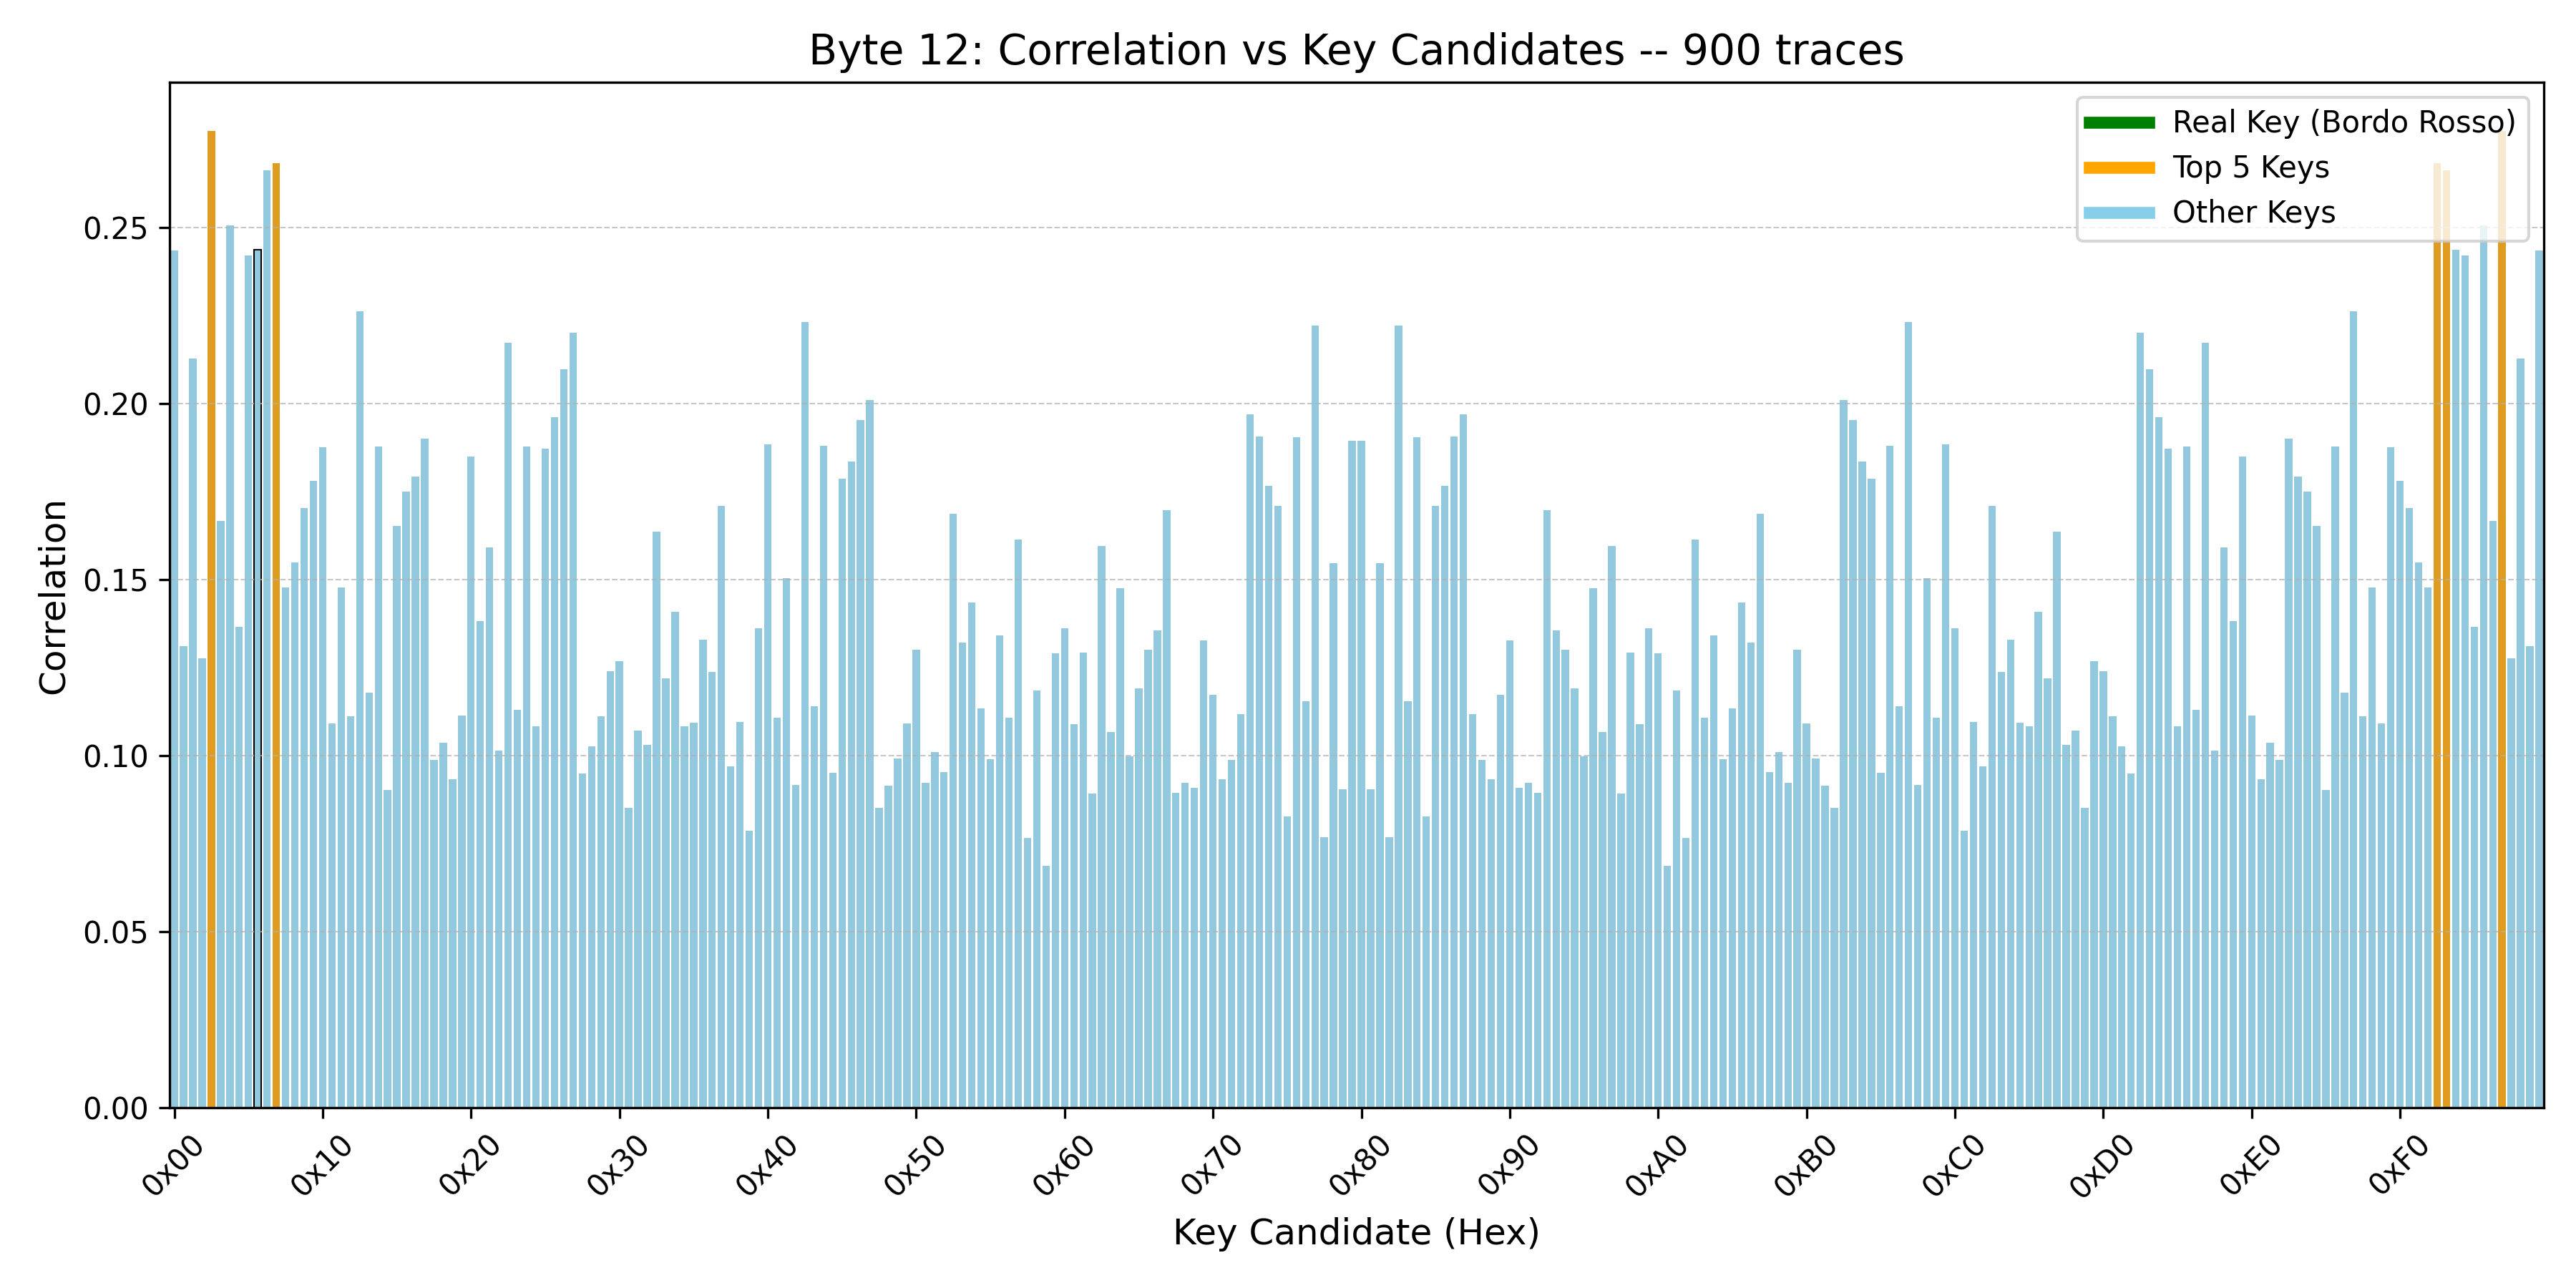 Byte 12: Correlation vs Key Candidates -- 900 traces
Real Key (Bordo Rosso)
Top 5 Keys
Other Keys
Correlation
0.25
0.20
0.15
0.10
0.05
0.00
0x00 0x10 0x20 0x30 0x40 0x50 0x60 0x70 0x80 0x90 0xA0 0xB0 0xC0 0xD0 0xE0 0xF0
Key Candidate (Hex)